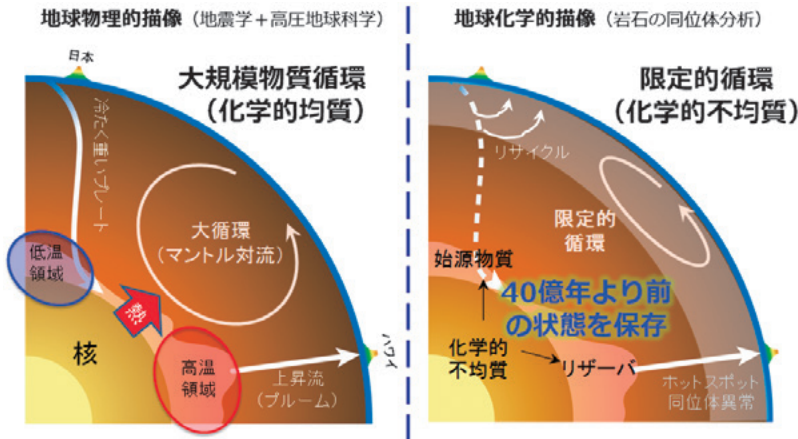 地球物理的描像(地震学+高圧地球科学)
日本
大規模物質循環
(化学的均質)
冷たく重いプレート
大循環
(マントル対流)
低温
領域
熱
核
高温
領域
上昇流
(プルーム)
ハワイ
地球化学的描像(岩石の同位体分析)
限定的循環
(化学的不均質)
リサイクル
限定的
循環
始源物質
40億年より前
の状態を保存
化学的
不均質
リザーバ
ホットスポット
同位体異常